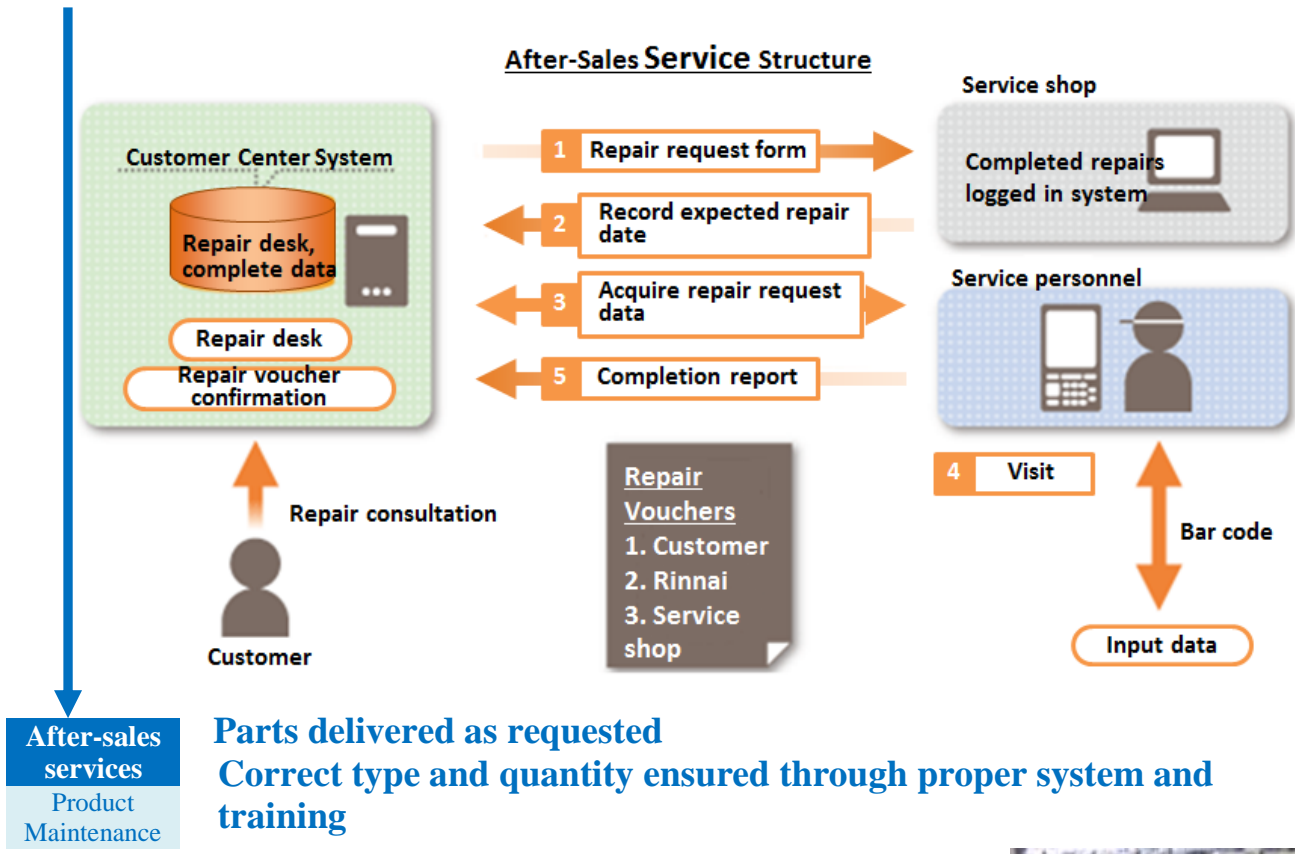 After-Sales Service Structure
Customer Center System
Repair desk,
complete data
Repair desk
Repair voucher
confirmation
1 Repair request form
2 Record expected repair
date
3 Acquire repair request
data
5 Completion report
Service shop
Completed repairs
logged in system
Service personnel
4 Visit
Bar code
Input data
Repair consultation
Customer
Repair
Vouchers
1. Customer
2. Rinnai
3. Service
shop
After-sales
services
Product
Maintenance
Parts delivered as requested
Correct type and quantity ensured through proper system and
training